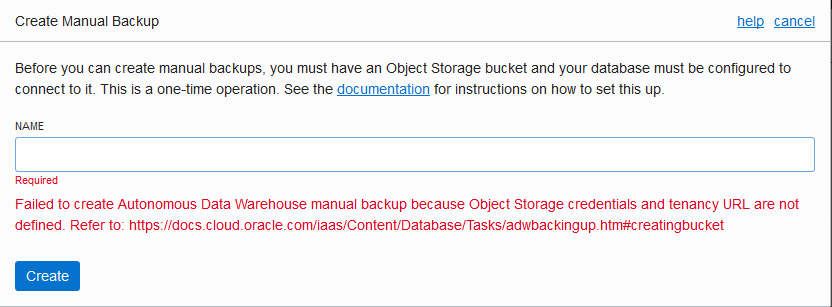 Create Manual Backup help cancel
Before you can create manual backups, you must have an Object Storage bucket and your database must be configured to
connect to it. This is a one-time operation. See the documentation for instructions on how to set this up.
NAME
Required
Failed to create Autonomous Data Warehouse manual backup because Object Storage credentials and tenancy URL are not
defined. Refer to: https://docs.cloud.oracle.com/iaas/Content/Database/Tasks/adwbackingup.htm#creatingbucket
Create